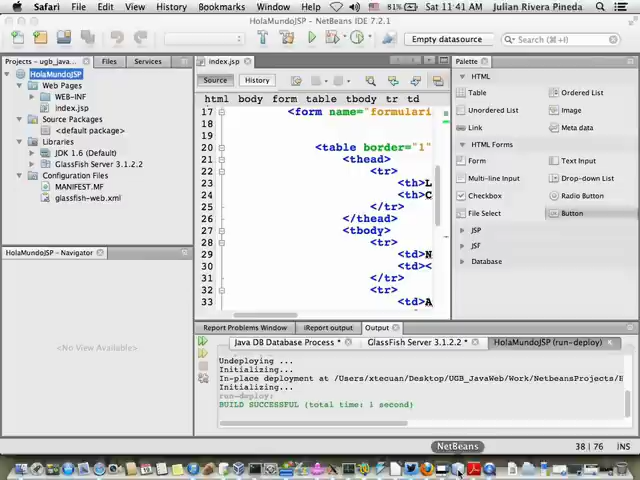 Safari File Edit View History Bookmarks Window Help 81% Sat 11:41 AM Julian Rivera Pineda
HolaMundoJSP - NetBeans IDE 7.2.1
Empty datasource
Search (⌘+I)
Projects - ugb_java...
Files
Services
HolaMundoJSP
Web Pages
WEB-INF
index.jsp
Source Packages
<default package>
Libraries
JDK 1.6 (Default)
GlassFish Server 3.1.2.2
Configuration Files
MANIFEST.MF
glassfish-web.xml
HolaMundoJSP - Navigator
<No View Available>
index.jsp
Source
History
html body form table tbody tr td
17 <form name="formulari
18
19
20 <table border="1"
21 <thead>
22 <tr>
23 <th>L
24 <th>C
25 </tr>
26 </thead>
27 <tbody>
28 <tr>
29 <td>N
30 <td><
31 </tr>
32 <tr>
33 <td>A
Palette
HTML
Table
Ordered List
Unordered List
Image
Link
Meta data
HTML Forms
Form
Text Input
Multi-line Input
Drop-down List
Checkbox
Radio Button
File Select
Button
JSP
JSF
Database
Report Problems Window
iReport output
Output
Java DB Database Process
GlassFish Server 3.1.2.2
HolaMundoJSP (run-deploy)
Undeploying ...
Initializing...
In-place deployment at /Users/xtecuan/Desktop/UGB_JavaWeb/Work/NetbeansProjects/H
Initializing...
run-deploy:
BUILD SUCCESSFUL (total time: 1 second)
NetBeans
38 | 76 INS